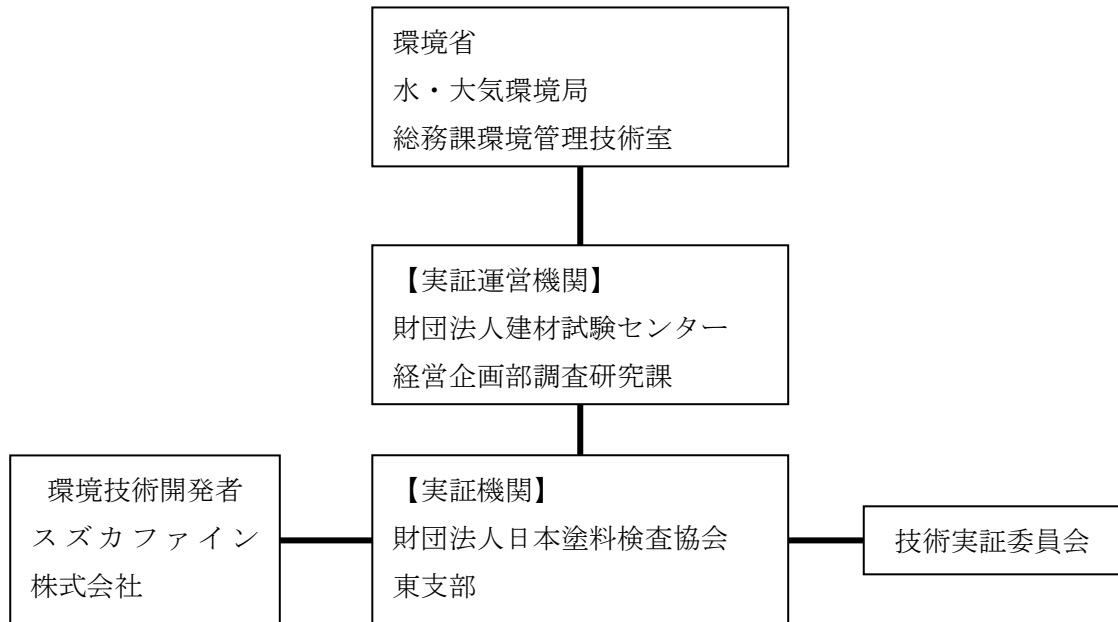 環境省
水・大気環境局
総務課環境管理技術室
【実証運営機関】
財団法人建材試験センター
経営企画部調査研究課
環境技術開発者
スズカファイン
株式会社
【実証機関】
財団法人日本塗料検査協会
東支部
技術実証委員会